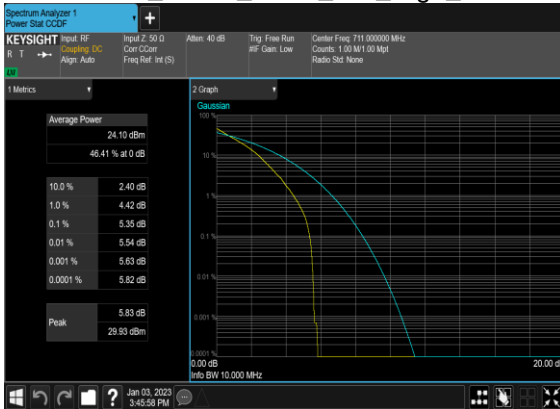 Spectrum Analyzer 1
Power Stat CCDF
+
KEYSIGHT
R T
LXI
Input: RF
Coupling: DC
Align: Auto
Input Z: 50 Ω
Corr CCorr
Freq Ref: Int (S)
Atten: 40 dB
Trig: Free Run
#IF Gain: Low
Center Freq: 711.000000 MHz
Counts: 1.00 M/1.00 Mpt
Radio Std: None
1 Metrics
Average Power
24.10 dBm
46.41 % at 0 dB
10.0 % 2.40 dB
1.0 % 4.42 dB
0.1 % 5.35 dB
0.01 % 5.54 dB
0.001 % 5.63 dB
0.0001 % 5.82 dB
Peak
5.83 dB
29.93 dBm
2 Graph
Gaussian
100 %
10 %
1 %
0.1 %
0.01 %
0.001 %
0.0001 %
0.00 dB
20.00 d
Info BW 10.000 MHz
?
Jan 03, 2023
3:45:58 PM